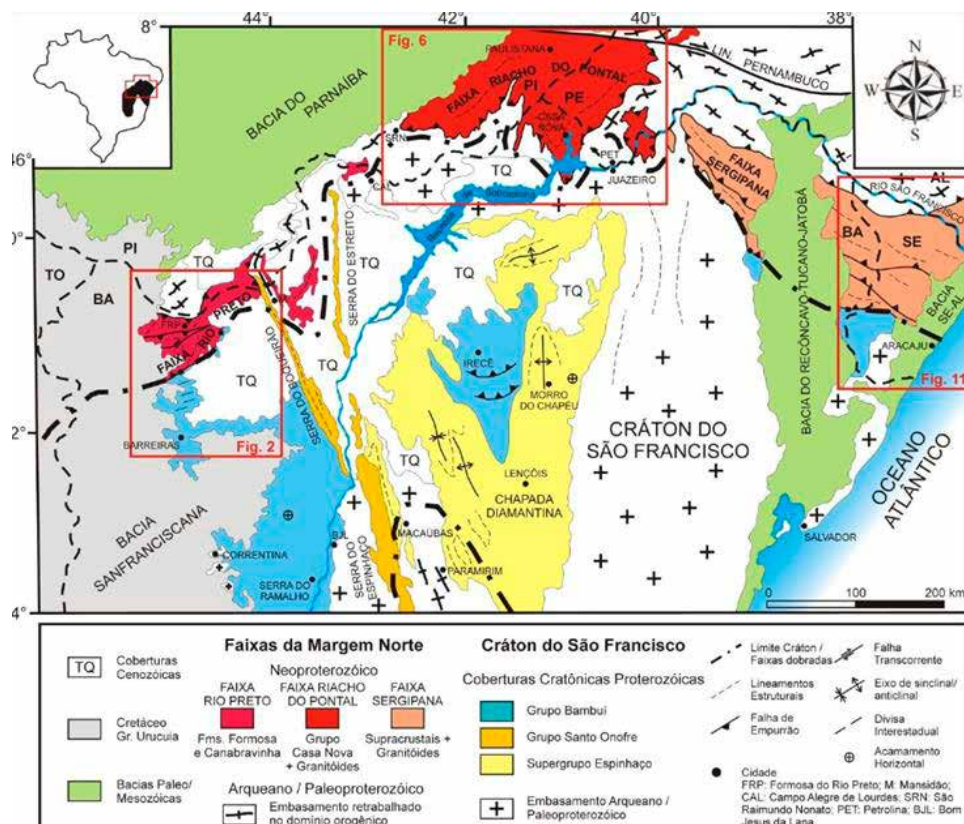 44°
42°
40°
38°
8°
Fig. 6
PAULISTANA
LIN. PERNAMBUCO
N
W
E
S
BACIA DO PARNAÍBA
FAIXA RIACHO DO PONTAL
PI
PE
CASA NOVA
SRN
CAL
PET
JUAZEIRO
TQ
FAIXA SERGIPANA
AL
RIO SÃO FRANCISCO
BA
SE
BACIA SE-AL
ARACAJU
Fig. 11
0°
PI
TO
BA
TQ
FRP
FAIXA RIO PRETO
TQ
BARREIRAS
Fig. 2
SERRA DO ESTREITO
SERRA DO BOQUEIRÃO
TQ
TQ
TQ
TQ
TQ
IRECÊ
MORRO
DO CHAPÉU
LENÇÓIS
CHAPADA
DIAMANTINA
CRÁTON DO
SÃO FRANCISCO
BACIA DO RECÔNCAVO-TUCANO-JATOBÁ
OCEANO
ATLÂNTICO
SALVADOR
2°
BACIA
SANFRANCISCANA
CORRENTINA
SERRA DO
RAMALHO
BJL
SERRA DO
ESPINHAÇO
MACAÚBAS
PARAMIRIM
4°
0
100
200 km
TQ
Coberturas
Cenozóicas
Cretáceo
Gr. Urucuia
Bacias Paleo/
Mesozóicas
Faixas da Margem Norte
Neoproterozóico
FAIXA
RIO PRETO
FAIXA RIACHO
DO PONTAL
FAIXA
SERGIPANA
Fms. Formosa
e Canabravinha
Grupo
Casa Nova
+ Granitóides
Supracrustais +
Granitóides
Arqueano / Paleoproterozóico
Embasamento retrabalhado
no domínio orogênico
Cráton do São Francisco
Coberturas Cratônicas Proterozóicas
Grupo Bambuí
Grupo Santo Onofre
Supergrupo Espinhaço
Embasamento Arqueano /
Paleoproterozóico
Limite Cráton /
Faixas dobradas
Lineamentos
Estruturais
Falha de
Empurrão
Falha
Transcorrente
Eixo de sinclinal/
anticlinal
Divisa
Interestadual
Acamamento
Horizontal
Cidade
FRP: Formosa do Rio Preto; M: Mansidão;
CAL: Campo Alegre de Lourdes; SRN: São
Raimundo Nonato; PET: Petrolina; BJL: Bom
Jesus da Lapa